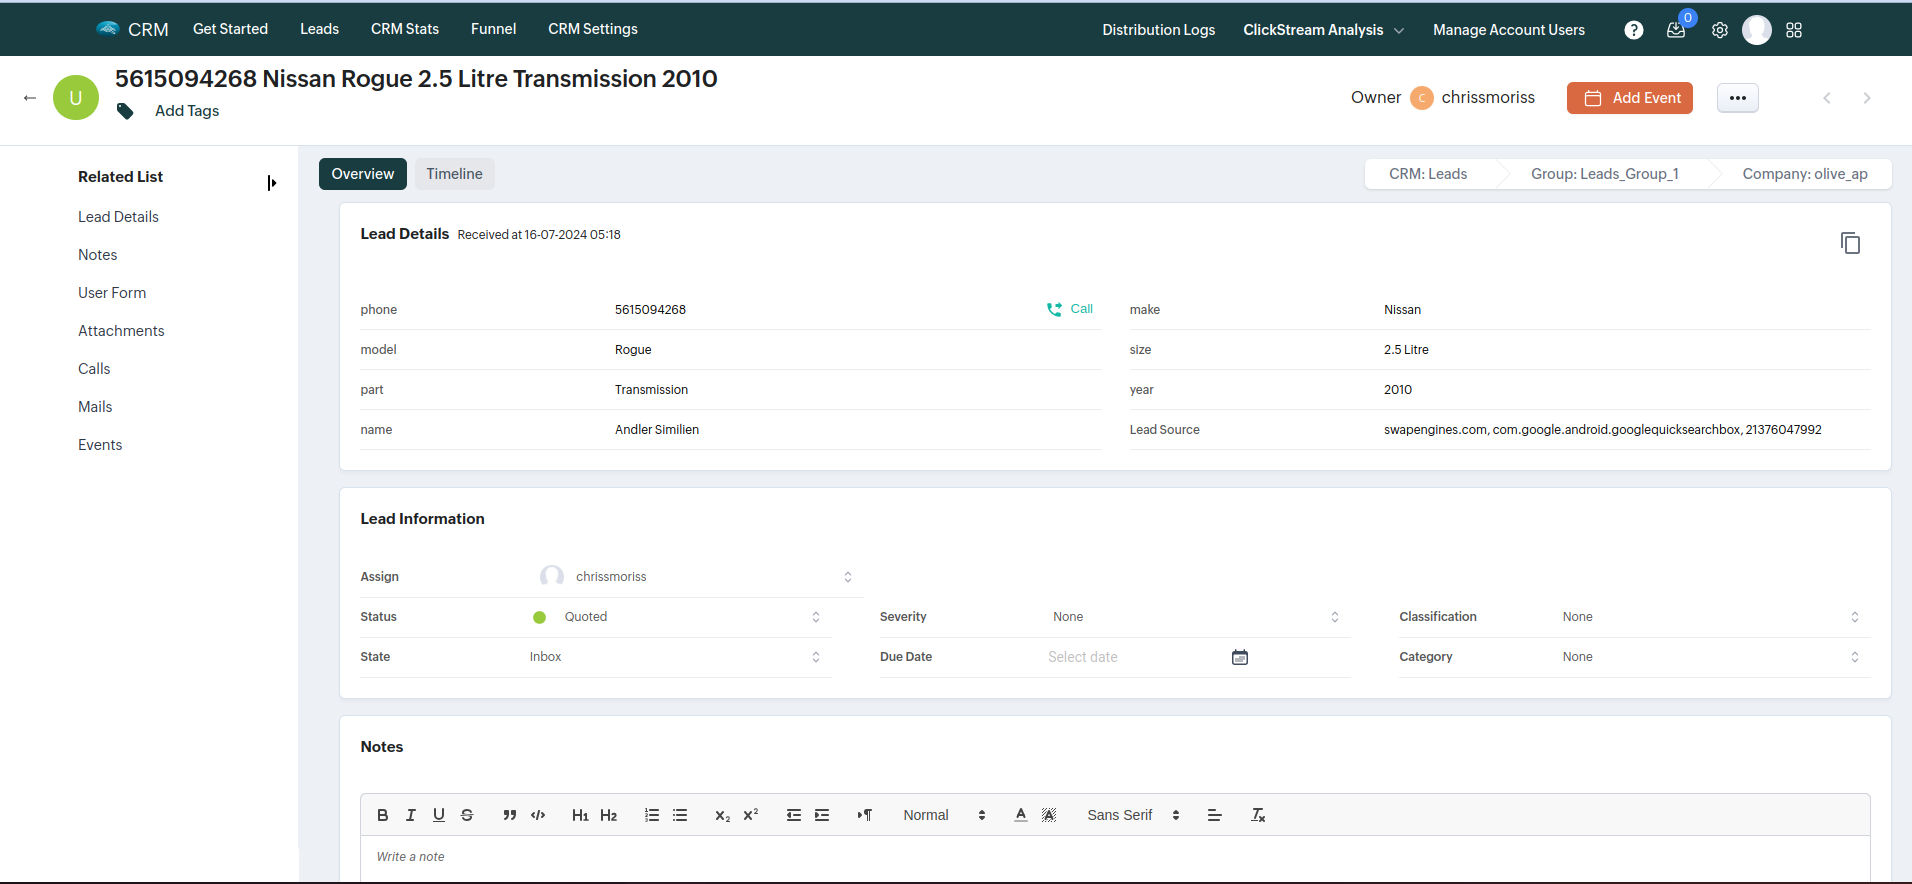 CRM Get Started Leads CRM Stats Funnel CRM Settings Distribution Logs ClickStream Analysis Manage Account Users ? 0
U 5615094268 Nissan Rogue 2.5 Litre Transmission 2010
Add Tags
Owner C chrissmoriss Add Event
Related List
Lead Details
Notes
User Form
Attachments
Calls
Mails
Events
Overview Timeline CRM: Leads Group: Leads_Group_1 Company: olive_ap
Lead Details Received at 16-07-2024 05:18
phone 5615094268 Call make Nissan
model Rogue size 2.5 Litre
part Transmission year 2010
name Andler Similien Lead Source swapengines.com, com.google.android.googlequicksearchbox, 21376047992
Lead Information
Assign chrissmoriss
Status Quoted Severity None Classification None
State Inbox Due Date Select date Category None
Notes
B I U S H1 H2 X2 X2 Normal A A Sans Serif Tx
Write a note